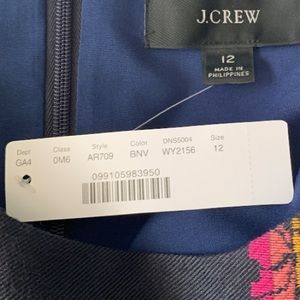 J.CREW
12
MADE IN
PHILIPPINES
Dept Class Style Color DNS5004 Size
GA4 0M6 AR709 BNV WY2156 12
099105983950